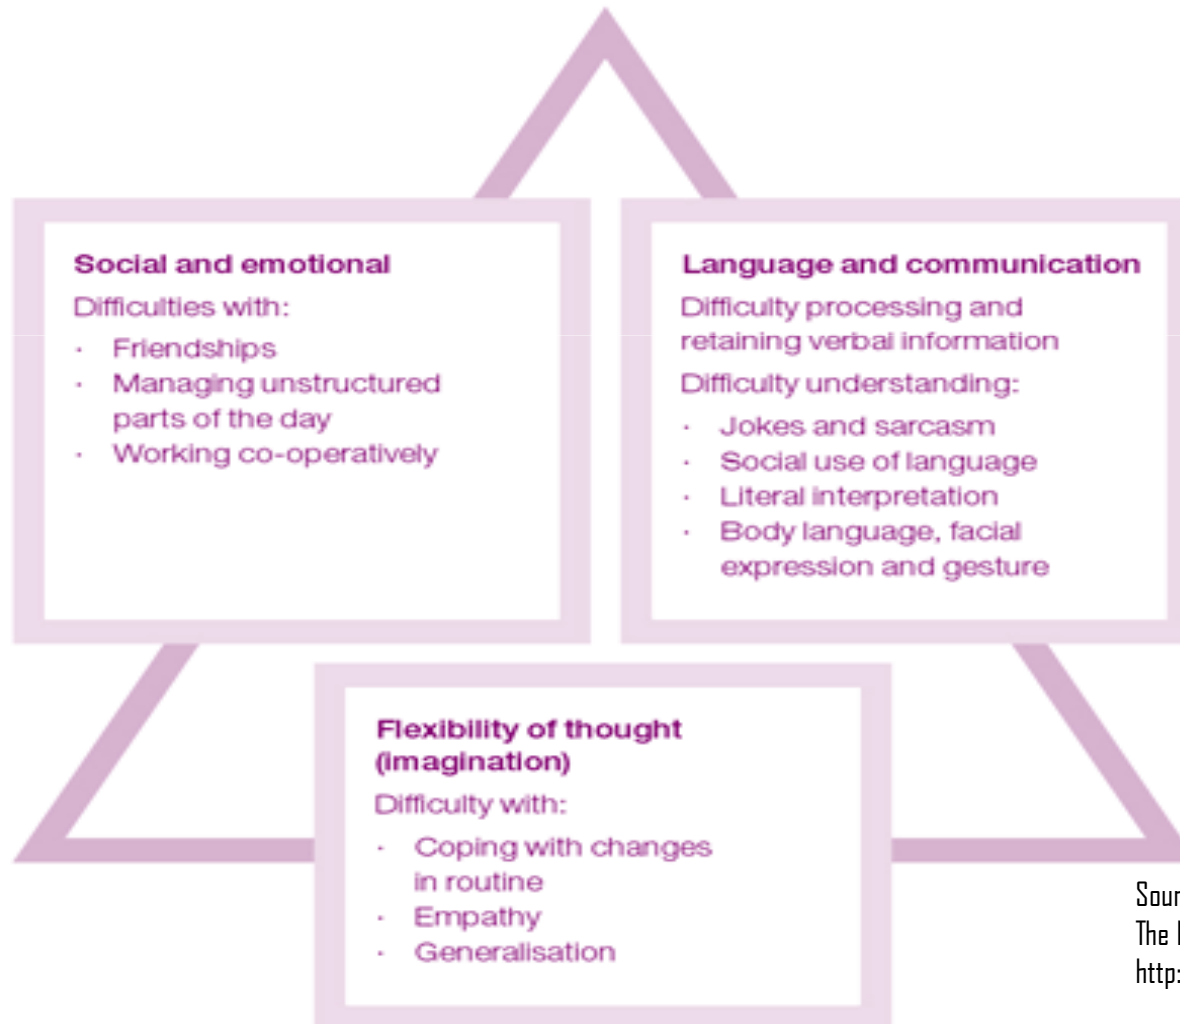 Social and emotional
Difficulties with:
· Friendships
· Managing unstructured
parts of the day
· Working co-operatively
Language and communication
Difficulty processing and
retaining verbal information
Difficulty understanding:
· Jokes and sarcasm
· Social use of language
· Literal interpretation
· Body language, facial
expression and gesture
Flexibility of thought
(imagination)
Difficulty with:
· Coping with changes
in routine
· Empathy
· Generalisation
The
http: